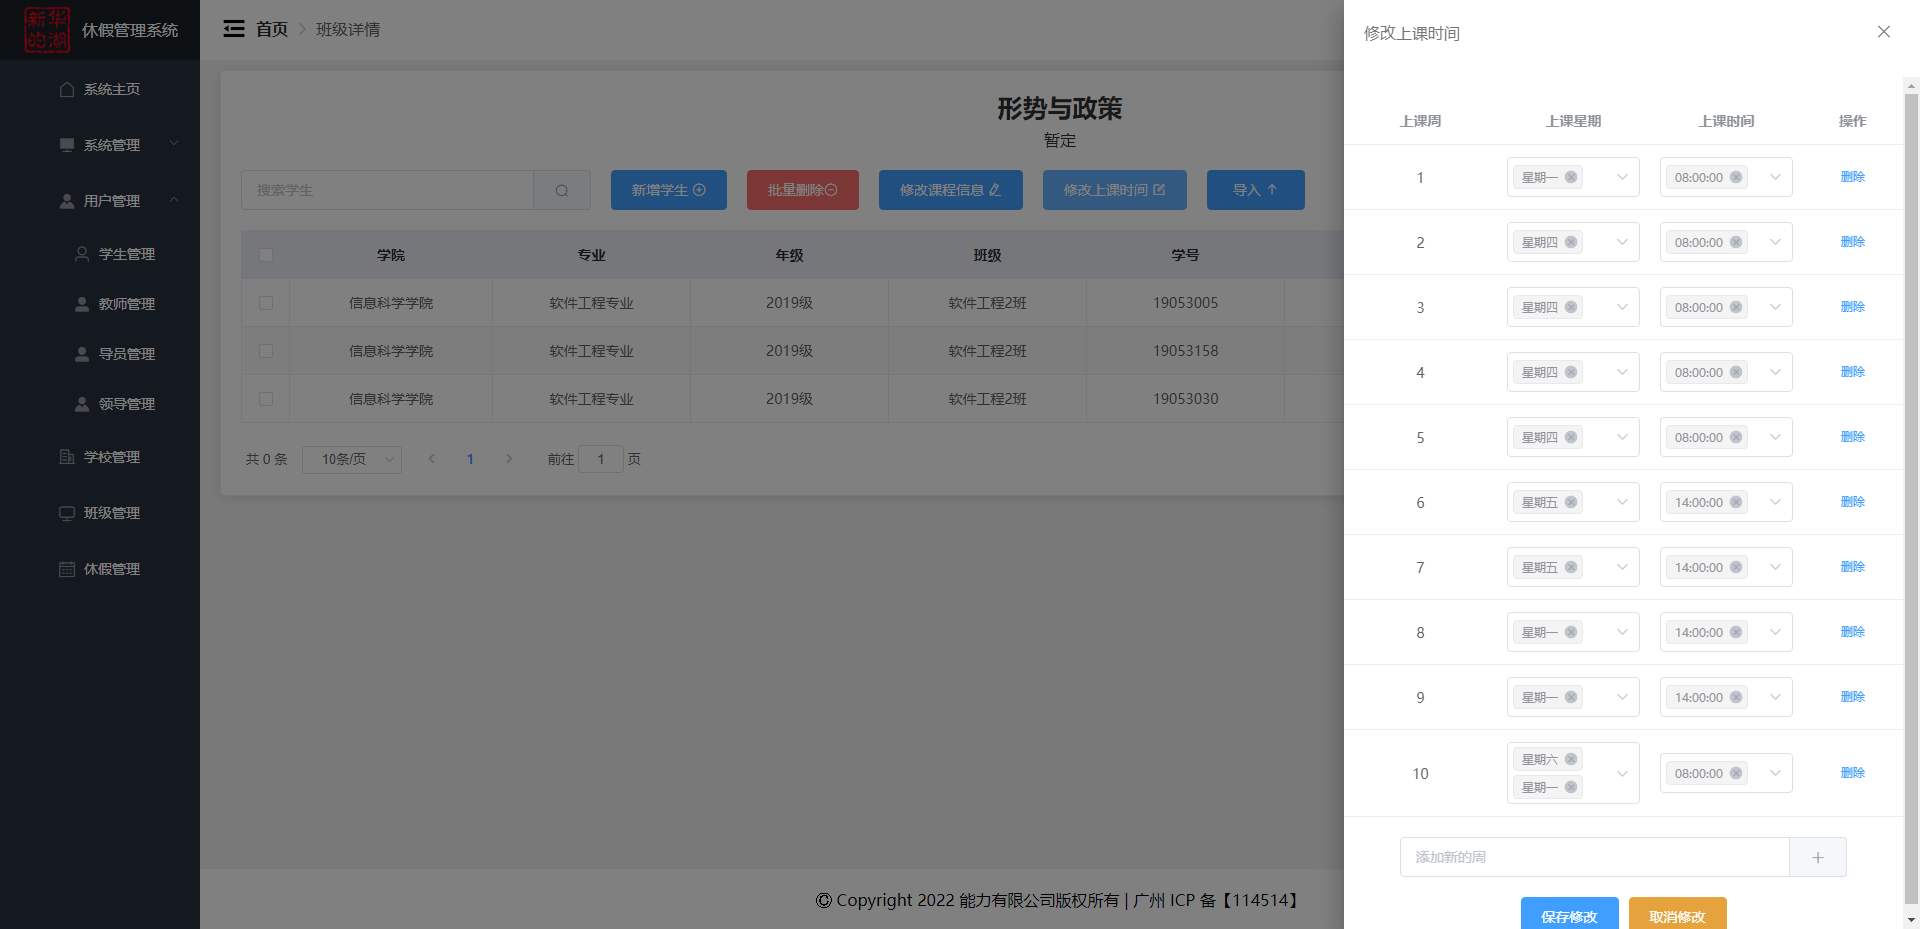 新华
的湖
休假管理系统
系统主页
系统管理
用户管理
学生管理
教师管理
导员管理
领导管理
学校管理
班级管理
休假管理
首页 班级详情
形势与政策
暂定
搜索学生
新增学生
批量删除
修改课程信息
修改上课时间
导入
学院 专业 年级 班级 学号
信息科学学院 软件工程专业 2019级 软件工程2班 19053005
信息科学学院 软件工程专业 2019级 软件工程2班 19053158
信息科学学院 软件工程专业 2019级 软件工程2班 19053030
共 0 条 10条/页 1 前往 1 页
Copyright 2022 能力有限公司版权所有 | 广州 ICP 备【114514】
修改上课时间
上课周 上课星期 上课时间 操作
1 星期一 08:00:00 删除
2 星期四 08:00:00 删除
3 星期四 08:00:00 删除
4 星期四 08:00:00 删除
5 星期四 08:00:00 删除
6 星期五 14:00:00 删除
7 星期五 14:00:00 删除
8 星期一 14:00:00 删除
9 星期一 14:00:00 删除
10 星期六 星期一 08:00:00 删除
添加新的周
保存修改 取消修改